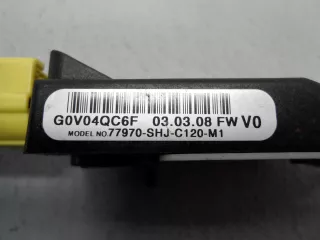 G0V04QC6F 03.03.08 FW V0
MODEL NO.77970-SHJ-C120-M1